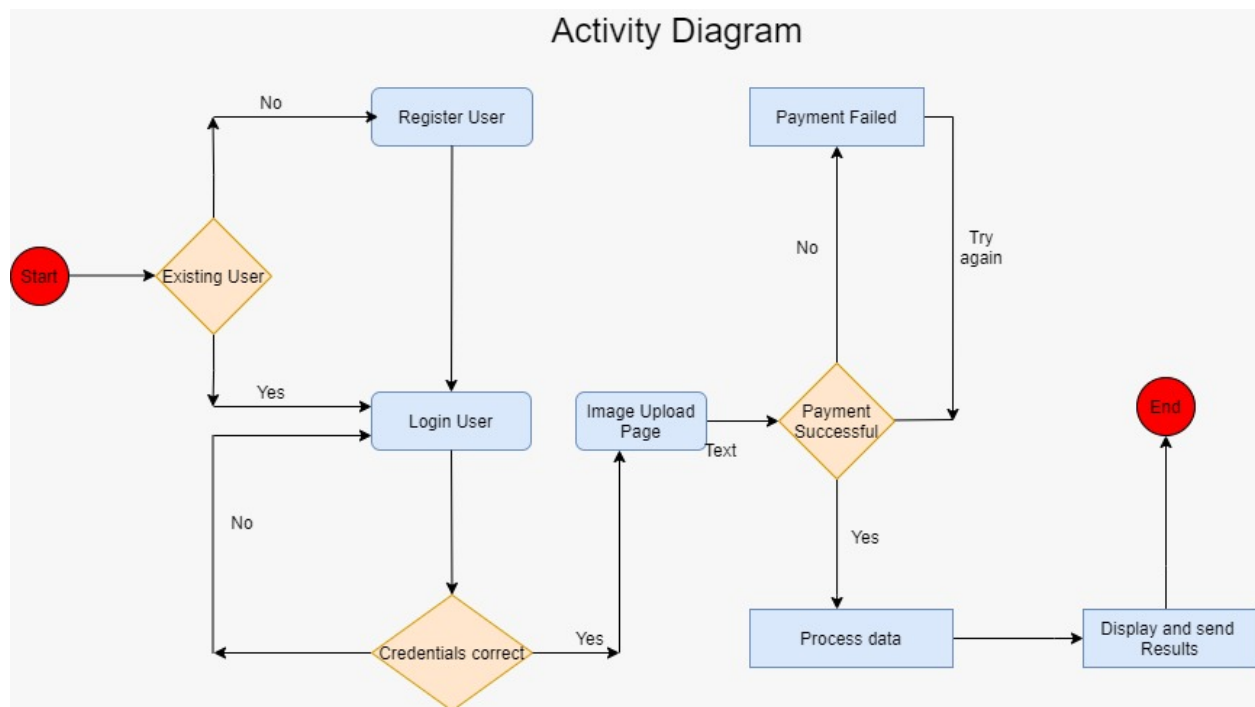 Activity Diagram
No
Register User
Payment Failed
Start
Existing User
No
Try
again
Yes
Login User
Image Upload
Page
Text
Payment
Successful
End
No
Yes
Credentials correct
Yes
Process data
Display and send
Results